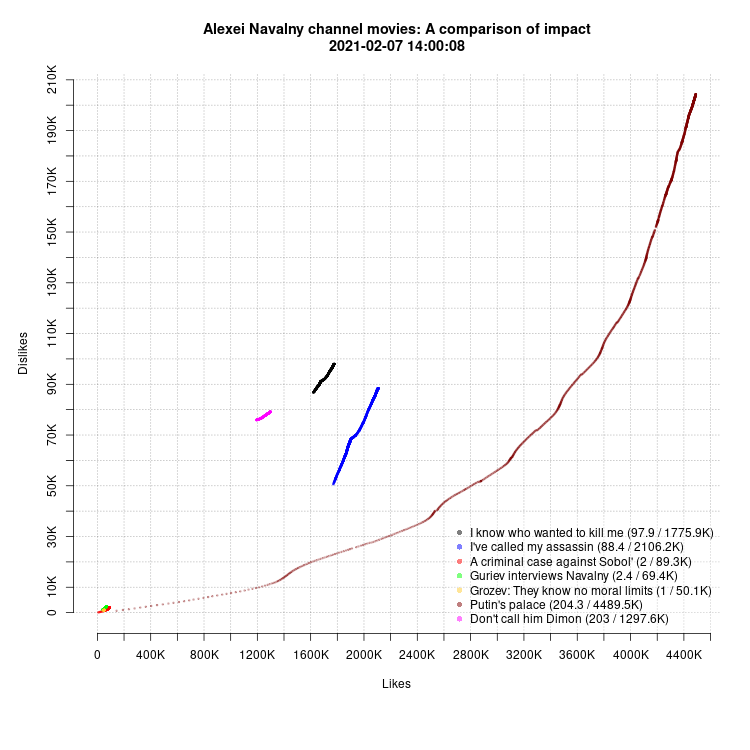 Alexei Navalny channel movies: A comparison of impact
2021-02-07 14:00:08
210K
190K
170K
150K
130K
110K
90K
70K
50K
30K
10K
0
Dislikes
I know who wanted to kill me (97.9 / 1775.9K)
I've called my assassin (88.4 / 2106.2K)
A criminal case against Sobol' (2 / 89.3K)
Guriev interviews Navalny (2.4 / 69.4K)
Grozev: They know no moral limits (1 / 50.1K)
Putin's palace (204.3 / 4489.5K)
Don't call him Dimon (203 / 1297.6K)
0 400K 800K 1200K 1600K 2000K 2400K 2800K 3200K 3600K 4000K 4400K
Likes